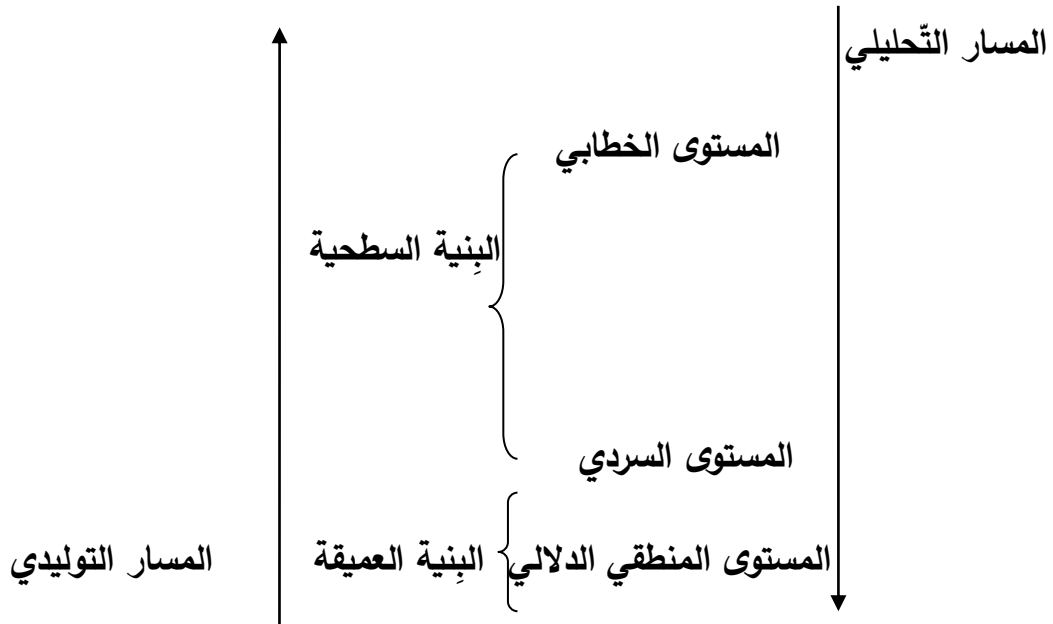 المسار التّحليلي
المستوى الخطابي
البِنية السطحية
المستوى السردي
المستوى المنطقي الدلالي
البِنية العميقة
المسار التوليدي